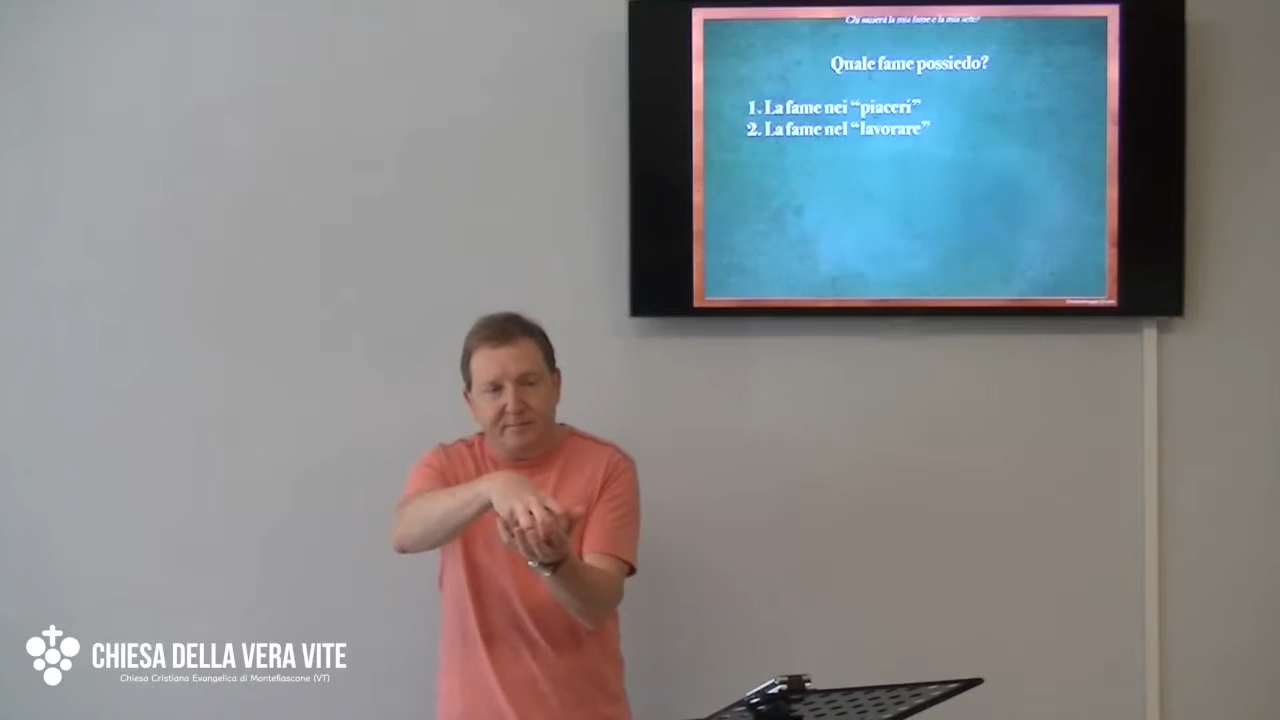 Chi sazierà la mia fame e la mia sete?
Quale fame possiedo?
1. La fame nei “piaceri”
2. La fame nel “lavorare”
CHIESA DELLA VERA VITE
Chiesa Cristiana Evangelica di Montefiascone (VT)